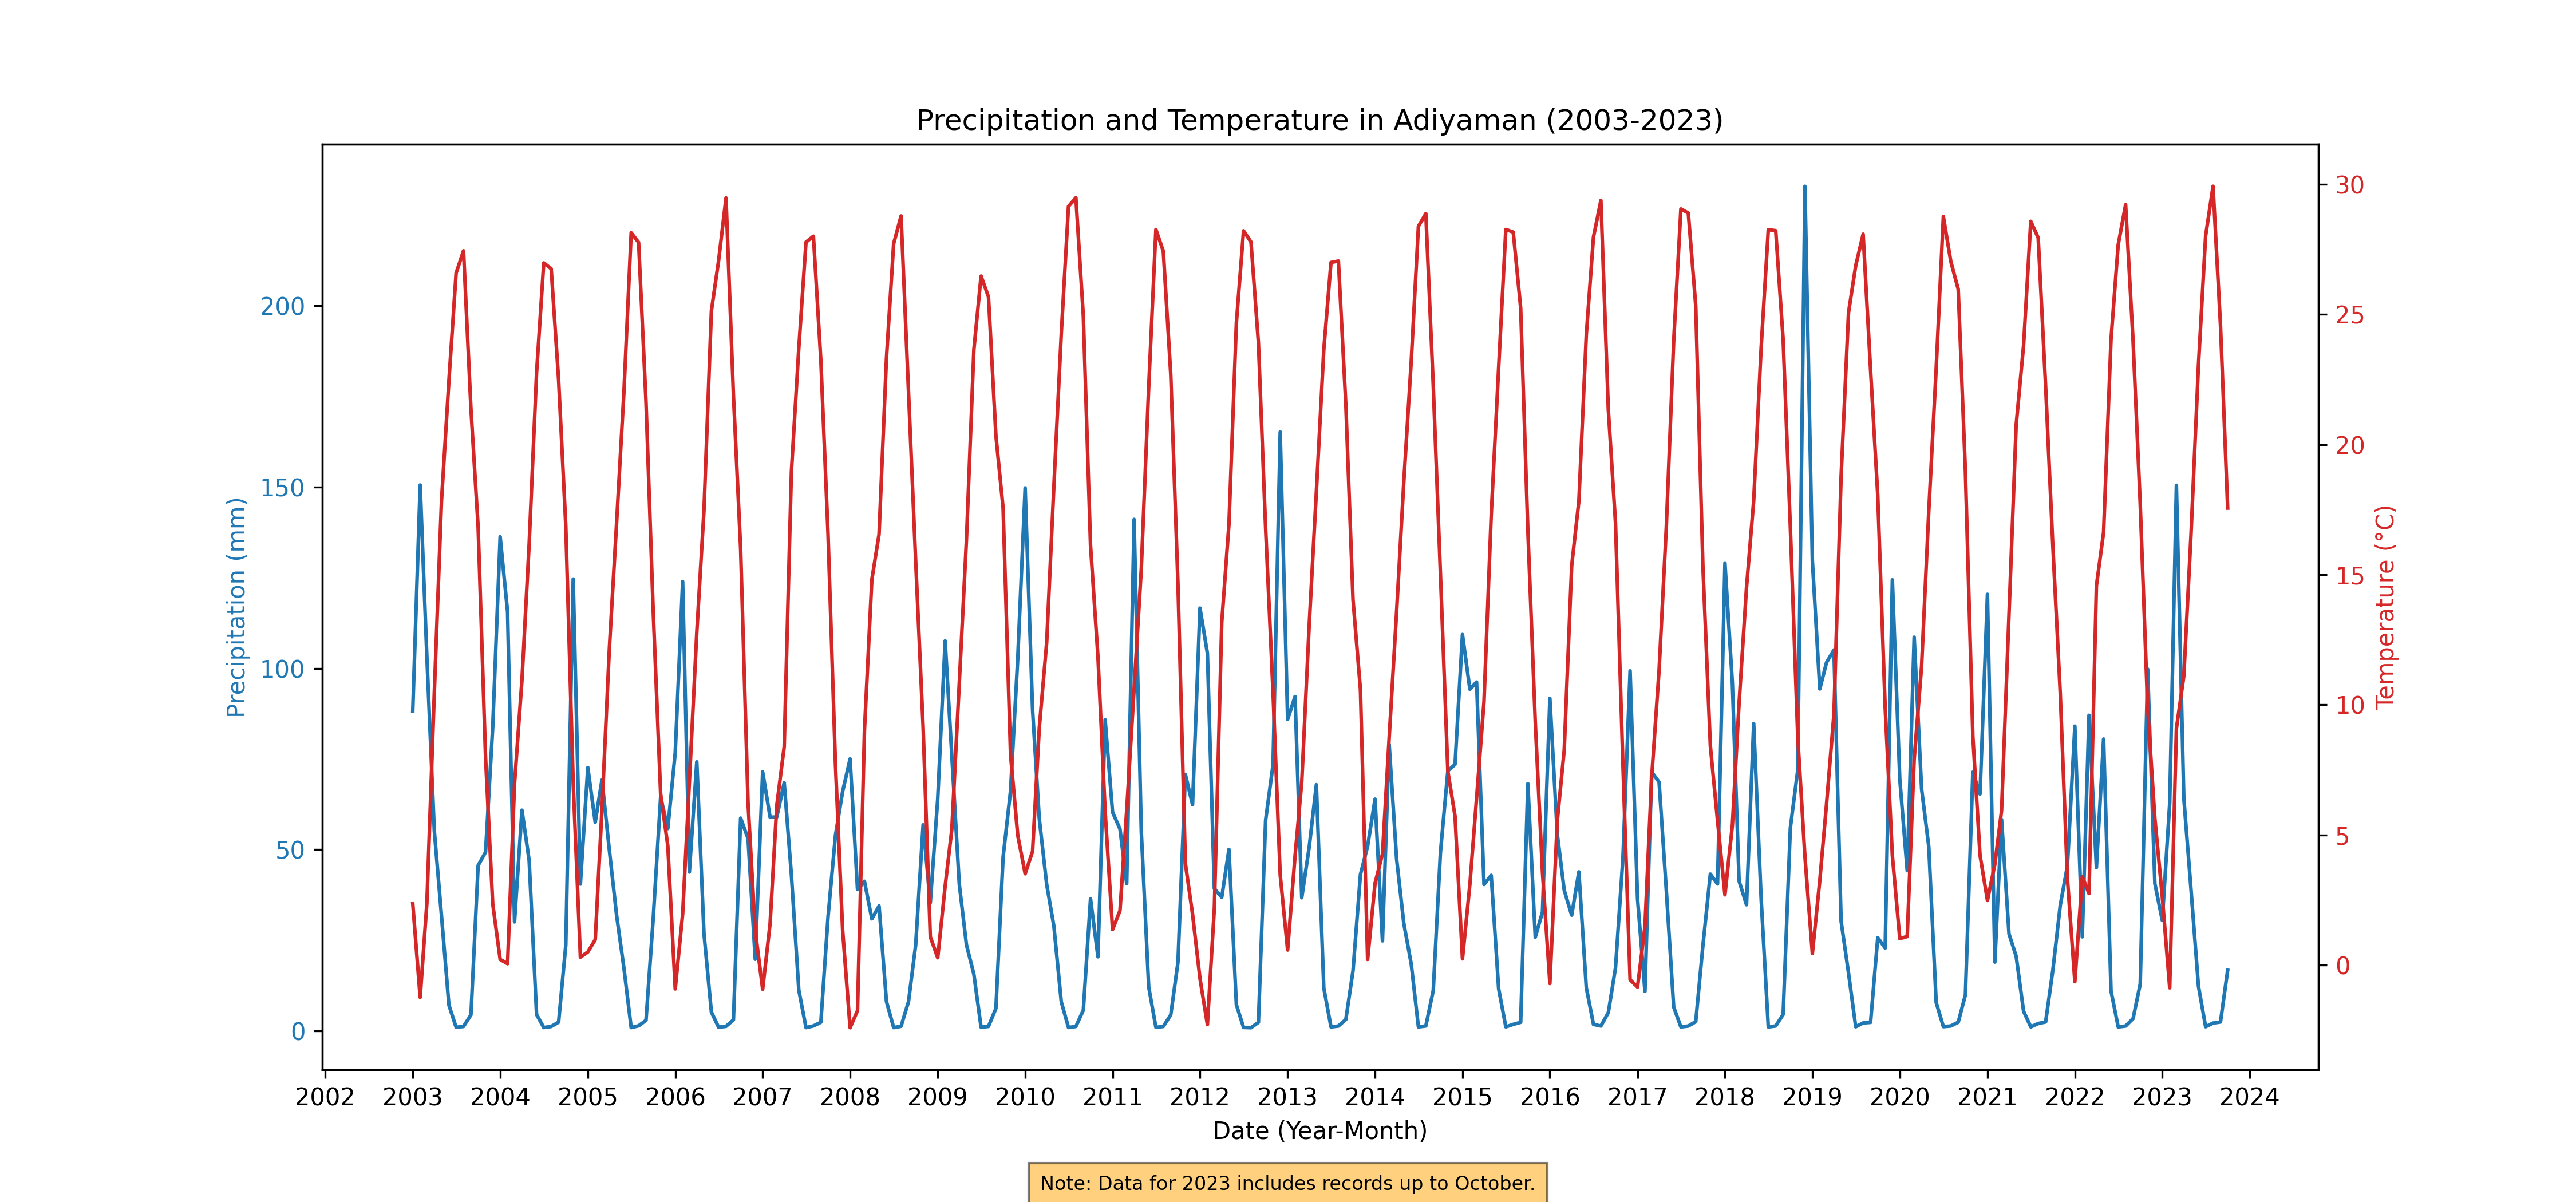 Precipitation and Temperature in Adiyaman (2003-2023)
Precipitation (mm)
200
150
100
50
0
30
25
20
15
10
5
0
Temperature (°C)
2002 2003 2004 2005 2006 2007 2008 2009 2010 2011 2012 2013 2014 2015 2016 2017 2018 2019 2020 2021 2022 2023 2024
Date (Year-Month)
Note: Data for 2023 includes records up to October.